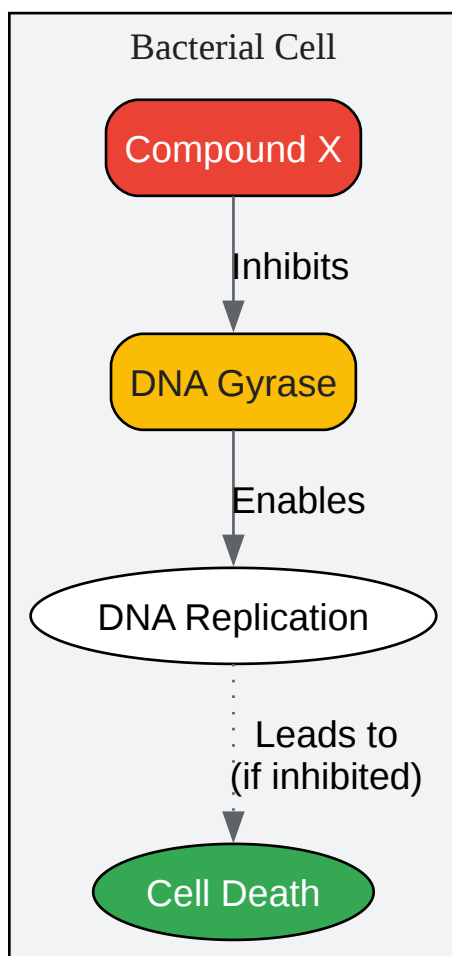 Bacterial Cell
Compound X
Inhibits
DNA Gyrase
Enables
DNA Replication
Leads to
(if inhibited)
Cell Death